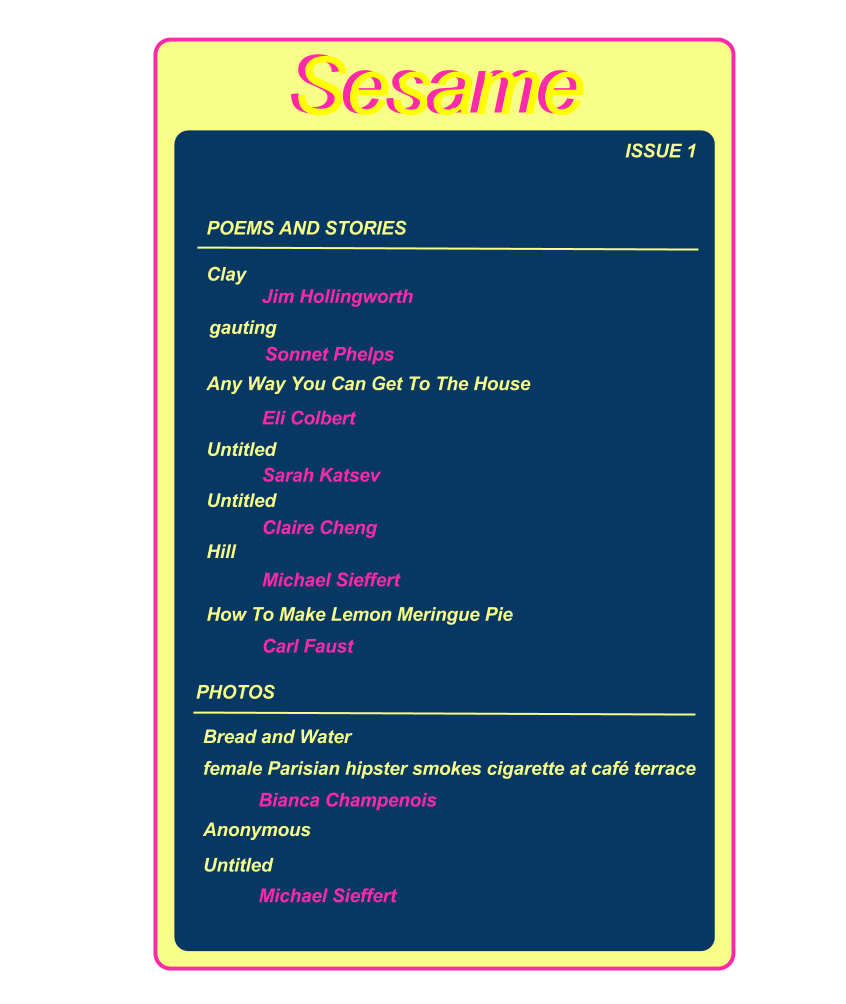 Sesame
ISSUE 1
POEMS AND STORIES
Clay
Jim Hollingworth
gauting
Sonnet Phelps
Any Way You Can Get To The House
Eli Colbert
Untitled
Sarah Katsev
Untitled
Claire Cheng
Hill
Michael Sieffert
How To Make Lemon Meringue Pie
Carl Faust
PHOTOS
Bread and Water
female Parisian hipster smokes cigarette at café terrace
Bianca Champenois
Anonymous
Untitled
Michael Sieffert